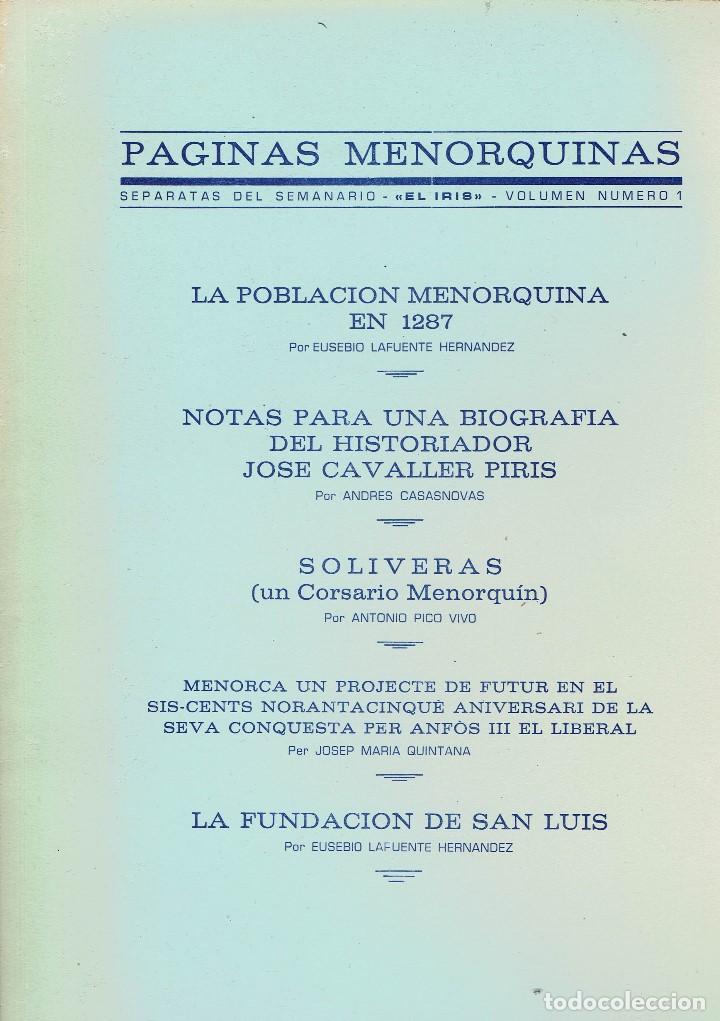 PAGINAS MENORQUINAS
SEPARATAS DEL SEMANARIO - «EL IRIS» - VOLUMEN NUMERO 1
LA POBLACION MENORQUINA
EN 1287
Por EUSEBIO LAFUENTE HERNANDEZ
NOTAS PARA UNA BIOGRAFIA
DEL HISTORIADOR
JOSE CAVALLER PIRIS
Por ANDRES CASASNOVAS
SOLIVERAS
(un Corsario Menorquín)
Por ANTONIO PICO VIVO
MENORCA UN PROJECTE DE FUTUR EN EL
SIS-CENTS NORANTACINQUÉ ANIVERSARI DE LA
SEVA CONQUESTA PER ANFÒS III EL LIBERAL
Per JOSEP MARIA QUINTANA
LA FUNDACION DE SAN LUIS
Por EUSEBIO LAFUENTE HERNANDEZ
todocoleccion